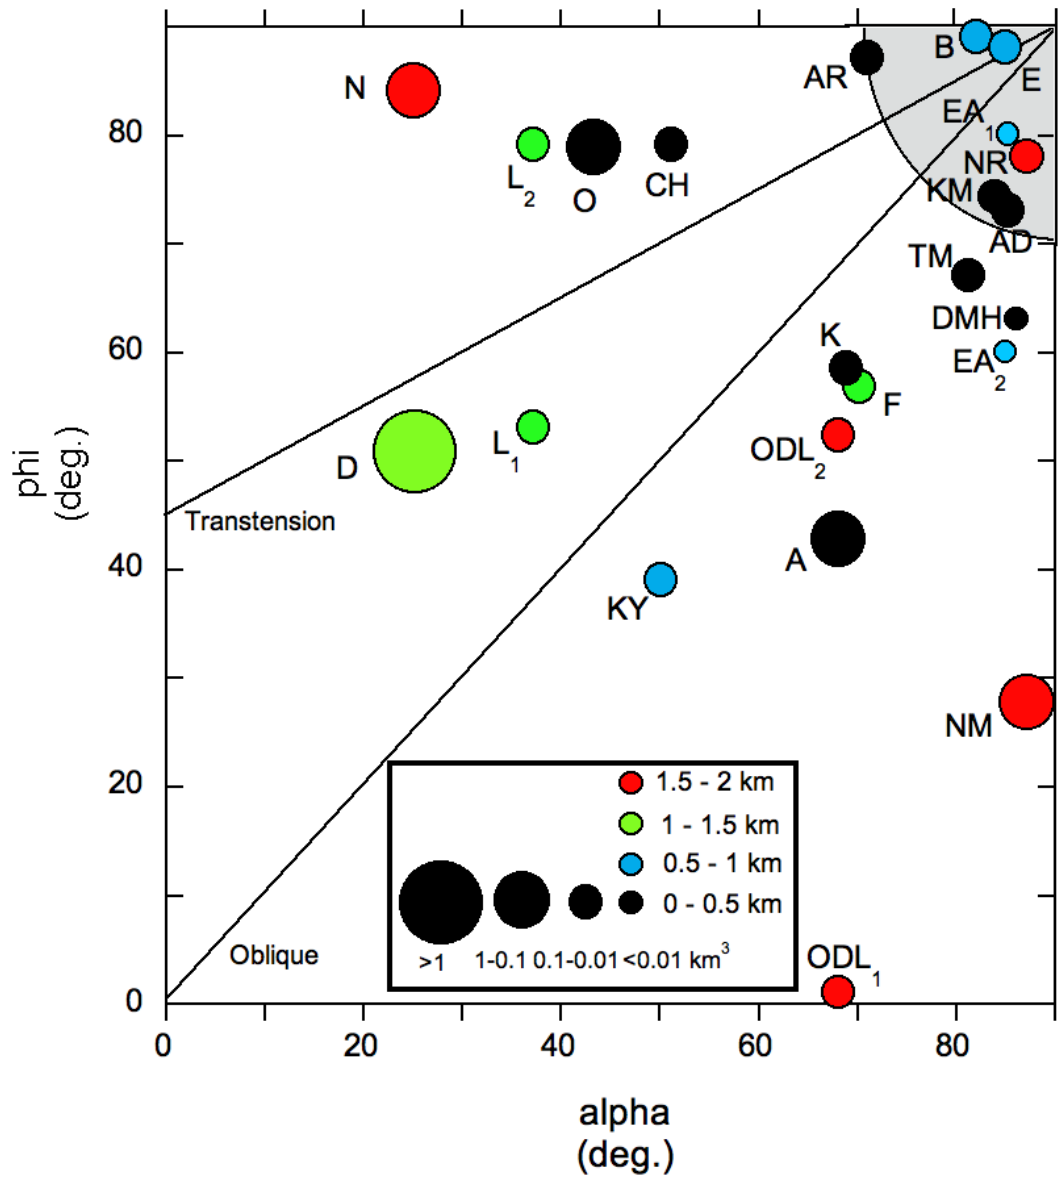 B
E
AR
N
EA1
80
L2
O
CH
NR
KM
AD
TM
DMH
K
60
EA2
F
L1
ODL2
D
phi
(deg.)
Transtension
A
40
KY
NM
20
1.5 - 2 km
1 - 1.5 km
0.5 - 1 km
0 - 0.5 km
>1 1-0.1 0.1-0.01 <0.01 km3
Oblique
ODL1
0
0 20 40 60 80
alpha
(deg.)